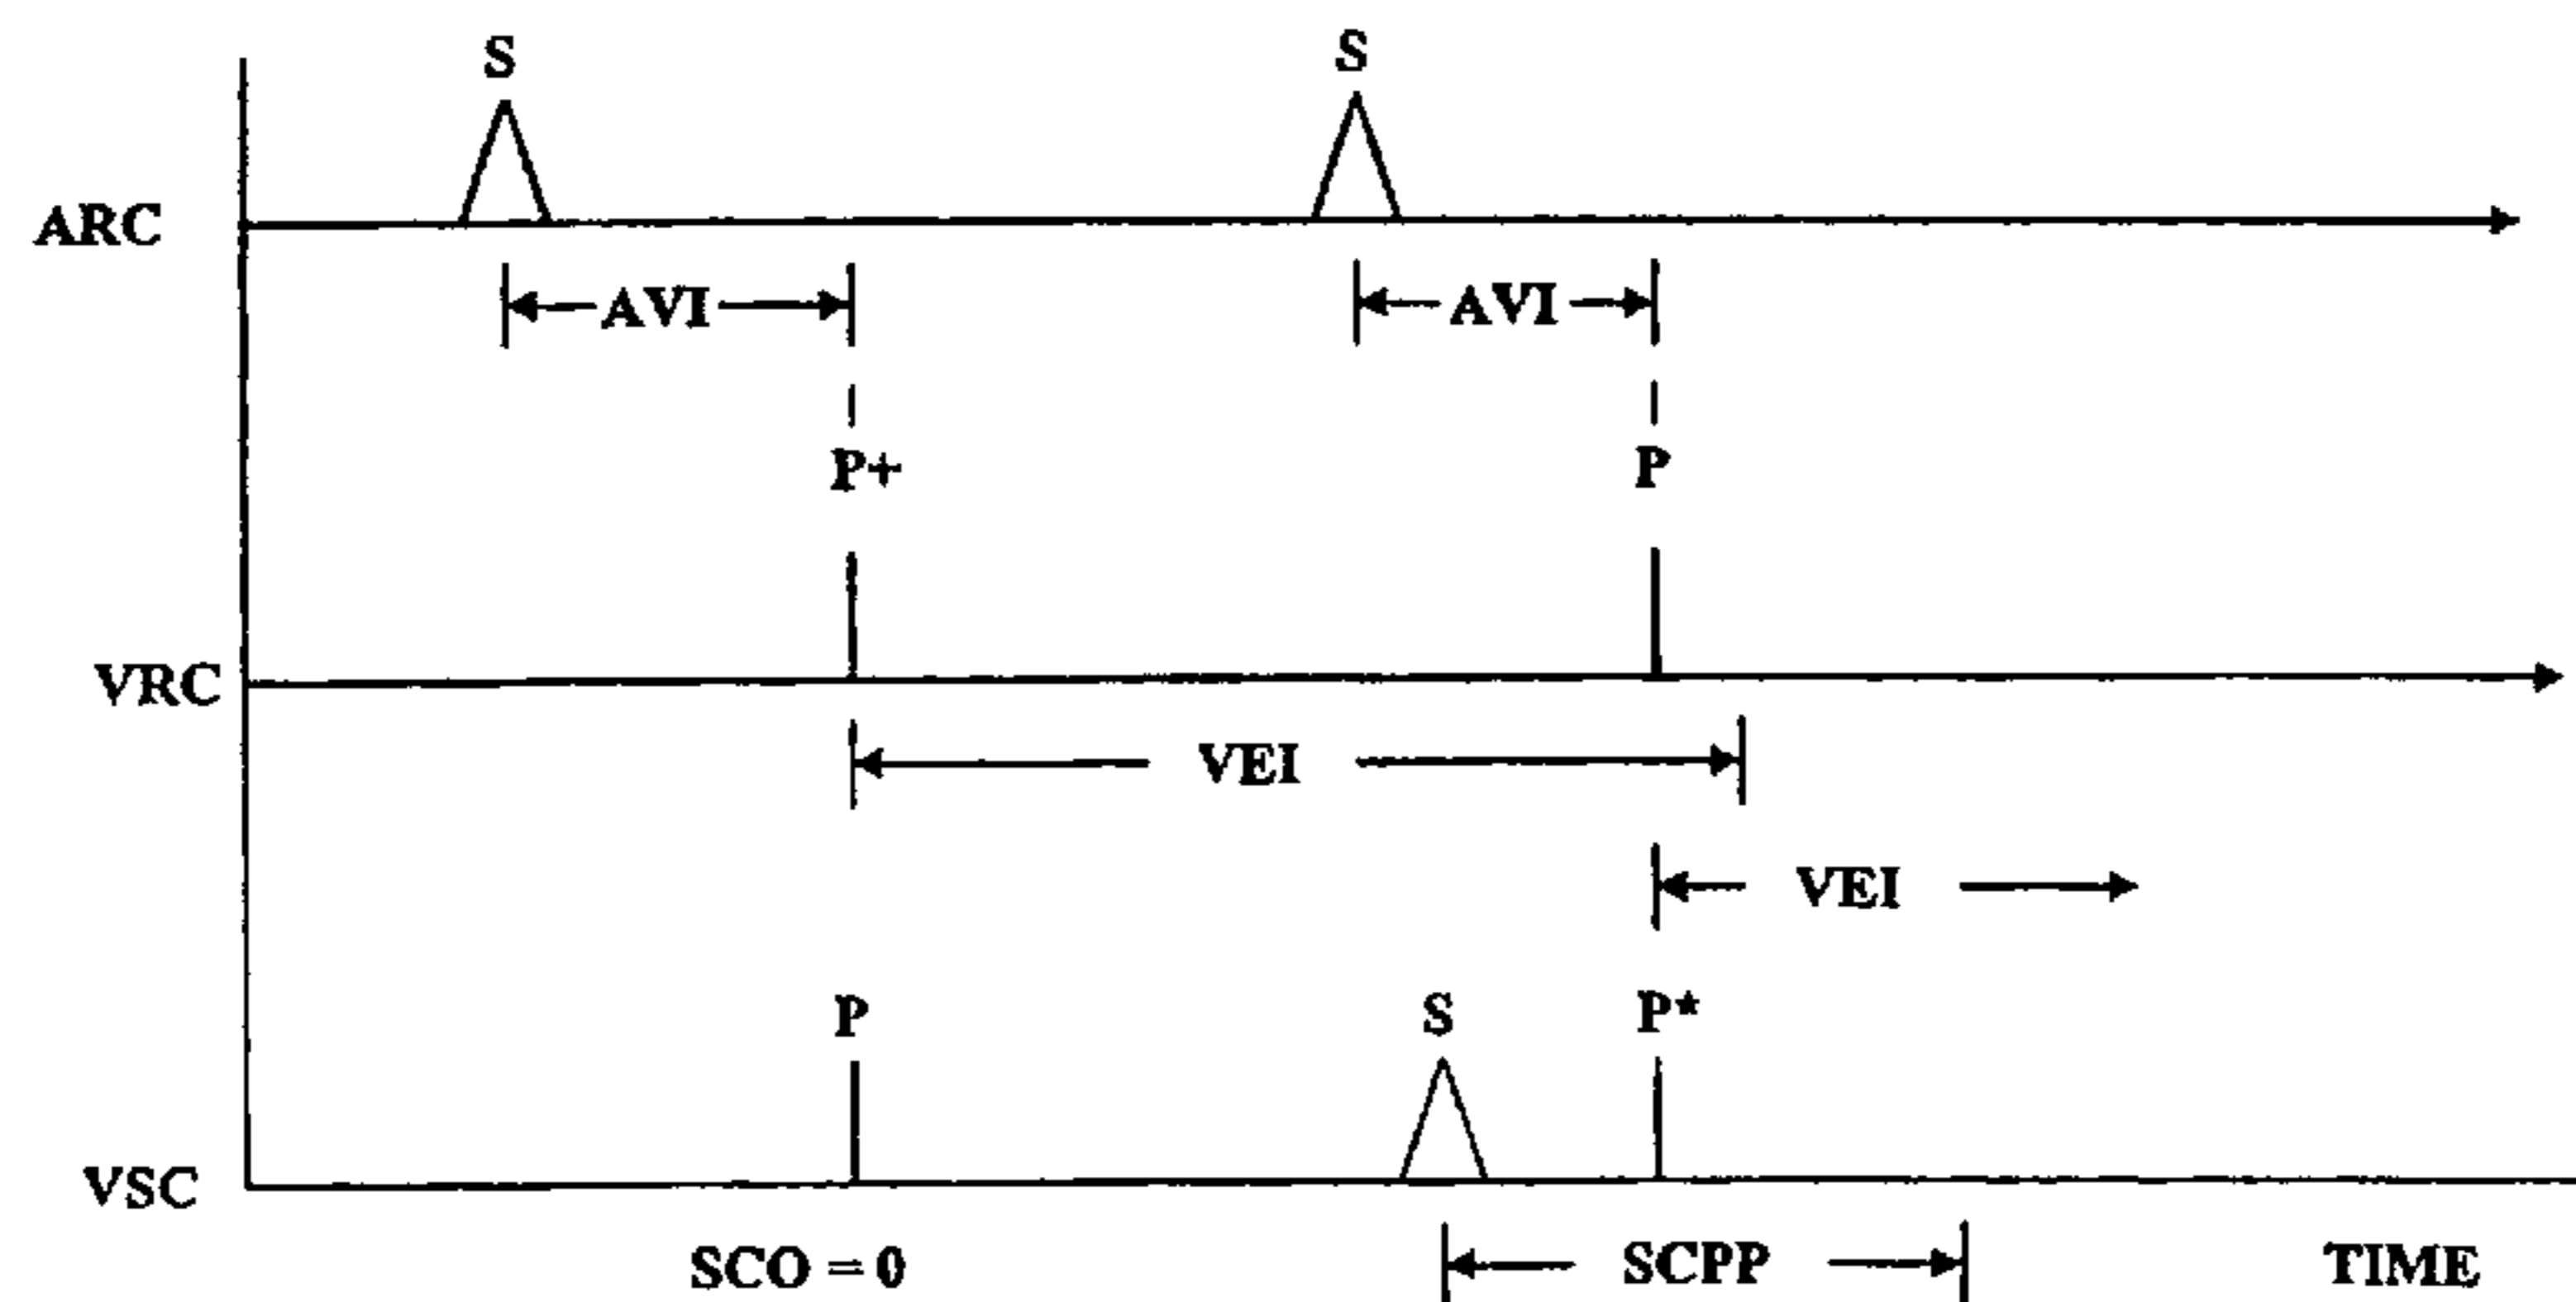 S S
ARC
AVI AVI
P+ P
VRC
VEI
VEI
P S P*
VSC
SCO = 0 SCPP TIME